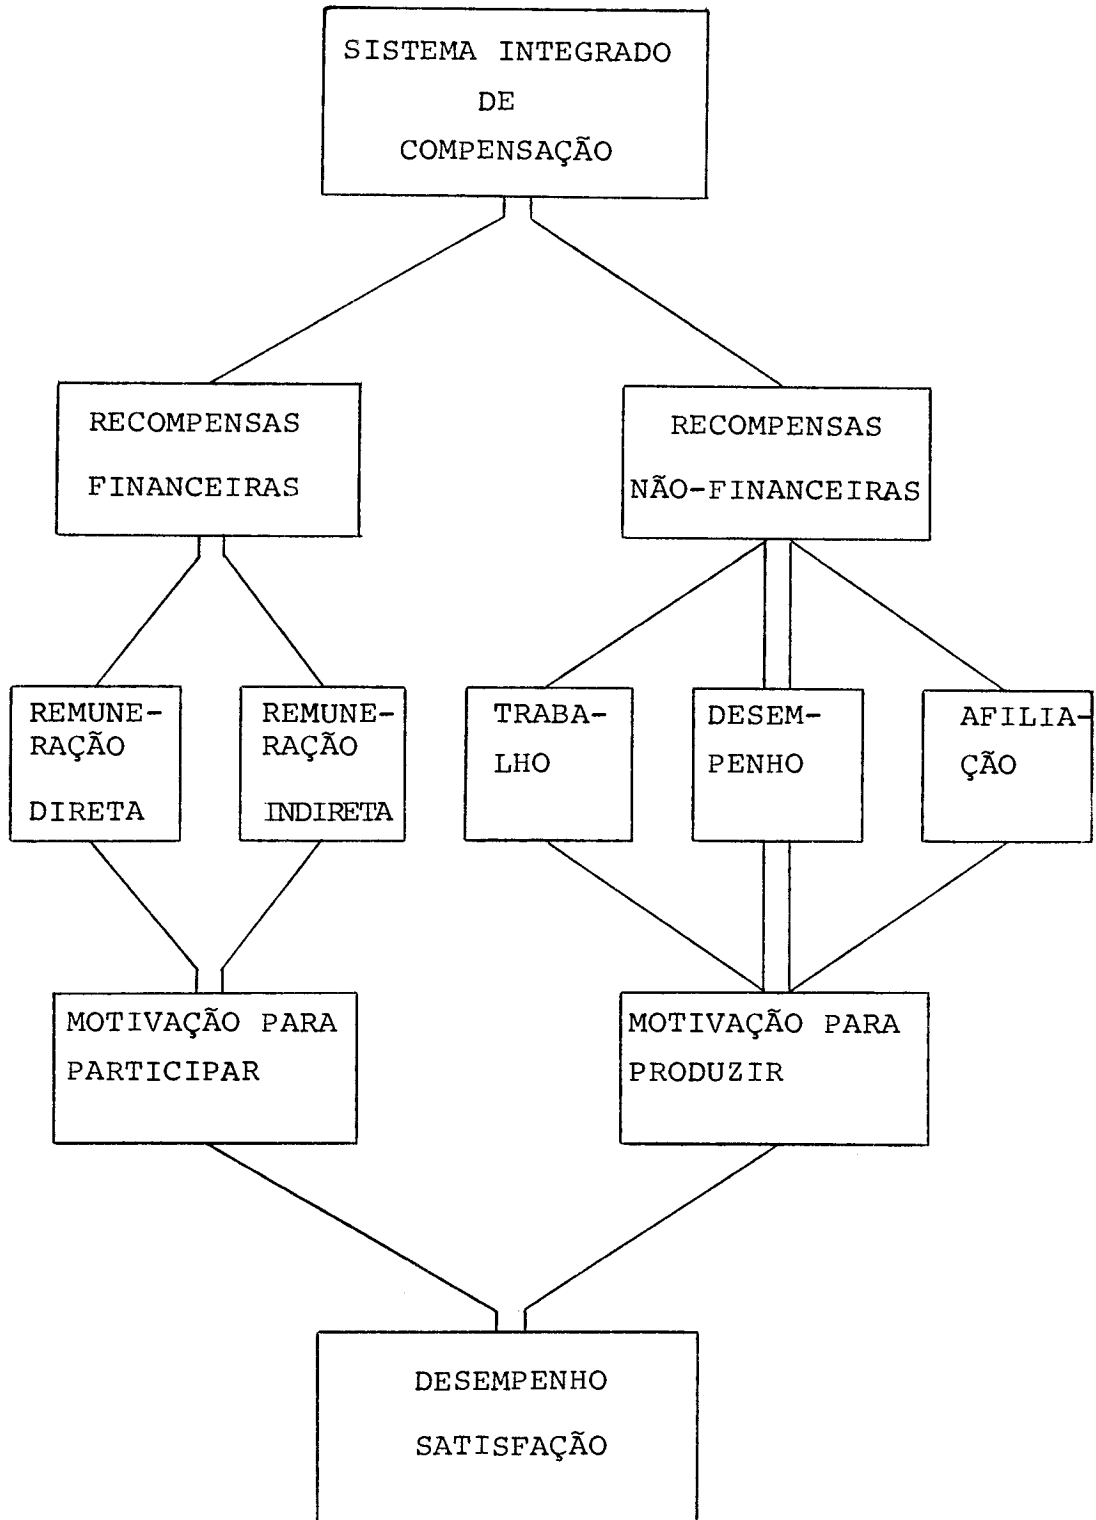 SISTEMA INTEGRADO
DE
COMPENSAÇÃO
RECOMPENSAS
FINANCEIRAS
RECOMPENSAS
NÃO-FINANCEIRAS
REMUNE-
RAÇÃO
DIRETA
REMUNE-
RAÇÃO
INDIRETA
TRABA-
LHO
DESEM-
PENHO
AFILIA-
ÇÃO
MOTIVAÇÃO PARA
PARTICIPAR
MOTIVAÇÃO PARA
PRODUZIR
DESEMPENHO
SATISFAÇÃO